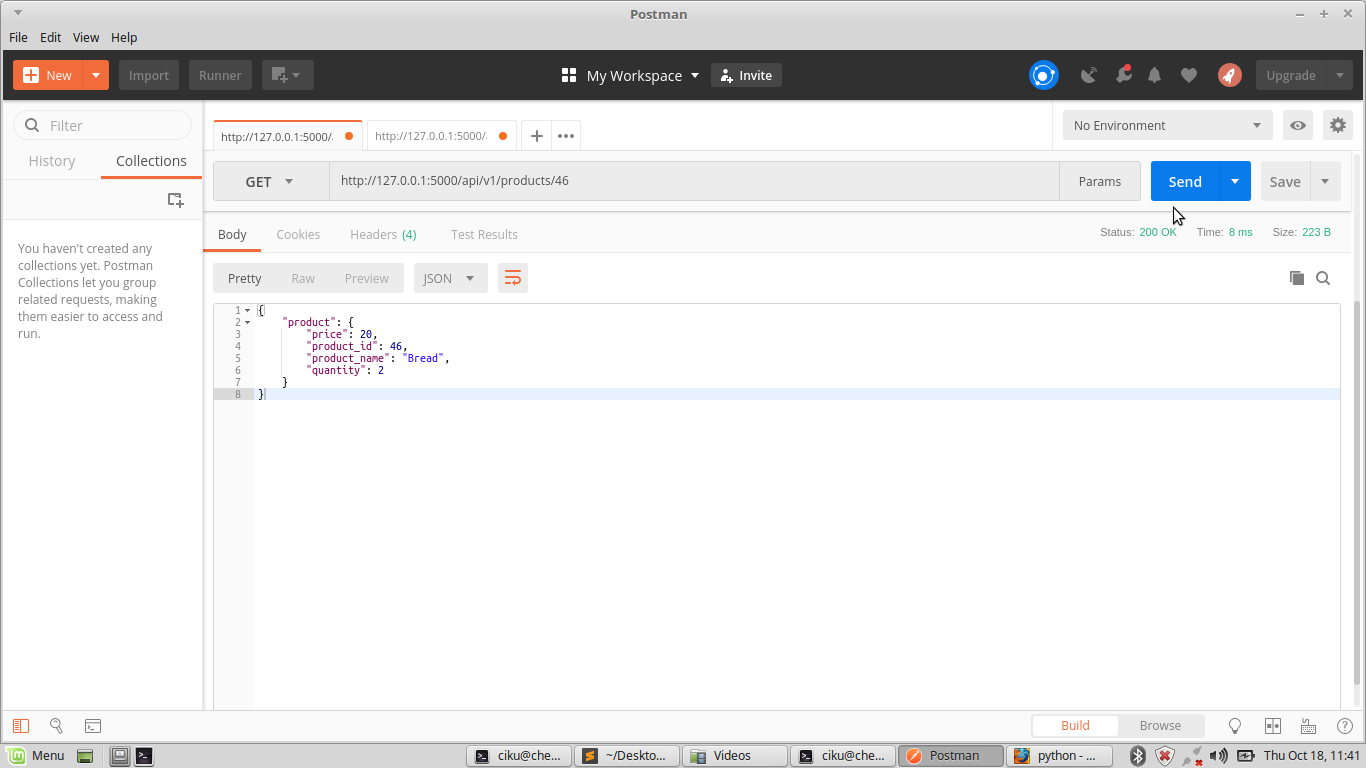 Postman
File Edit View Help
New Import Runner My Workspace Invite Upgrade
Filter
History Collections
You haven't created any
collections yet. Postman
Collections let you group
related requests, making
them easier to access and
run.
http://127.0.0.1:5000/ http://127.0.0.1:5000/ No Environment
GET http://127.0.0.1:5000/api/v1/products/46 Params Send Save
Body Cookies Headers (4) Test Results Status: 200 OK Time: 8 ms Size: 223 B
Pretty Raw Preview JSON
1 {
2 "product": {
3 "price": 20,
4 "product_id": 46,
5 "product_name": "Bread",
6 "quantity": 2
7 }
8 }
Build Browse
Menu ciku@che... ~/Deskto... Videos ciku@che... Postman python - ... Thu Oct 18, 11:41